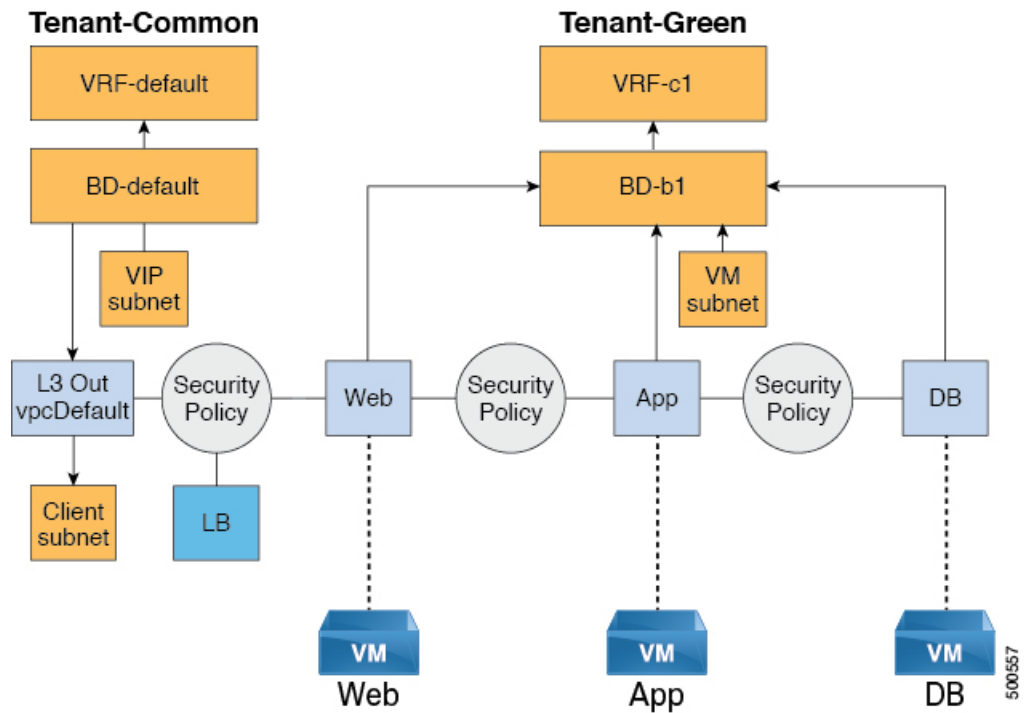 Tenant-Common
Tenant-Green
VRF-default
VRF-c1
BD-default
BD-b1
VIP
subnet
VM
subnet
L3 Out
vpcDefault
Security
Policy
Web
Security
Policy
App
Security
Policy
DB
Client
subnet
LB
VM
VM
VM
Web
App
DB
500557